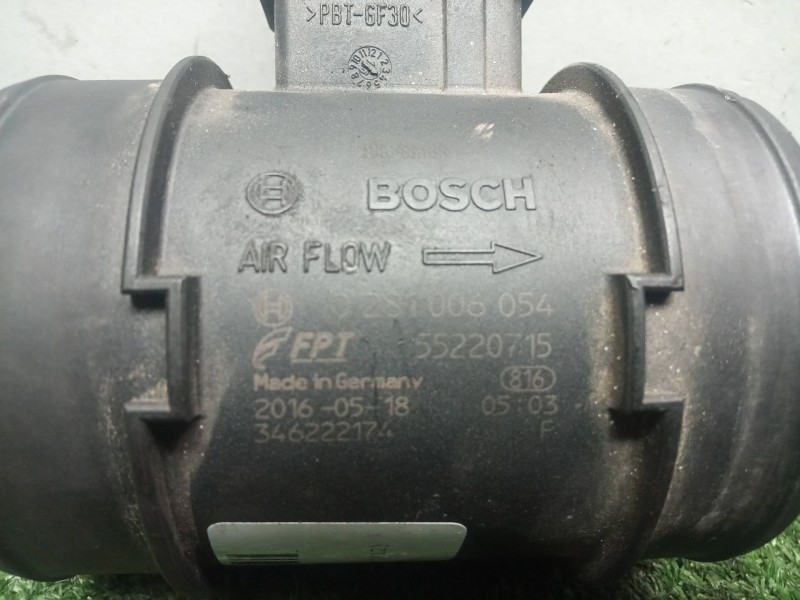 >PBT-GF30<
BOSCH
AIR FLOW
0 281 006 054
FPT 55220715
Made in Germany 816
2016-05-18 05:03
346222174 F